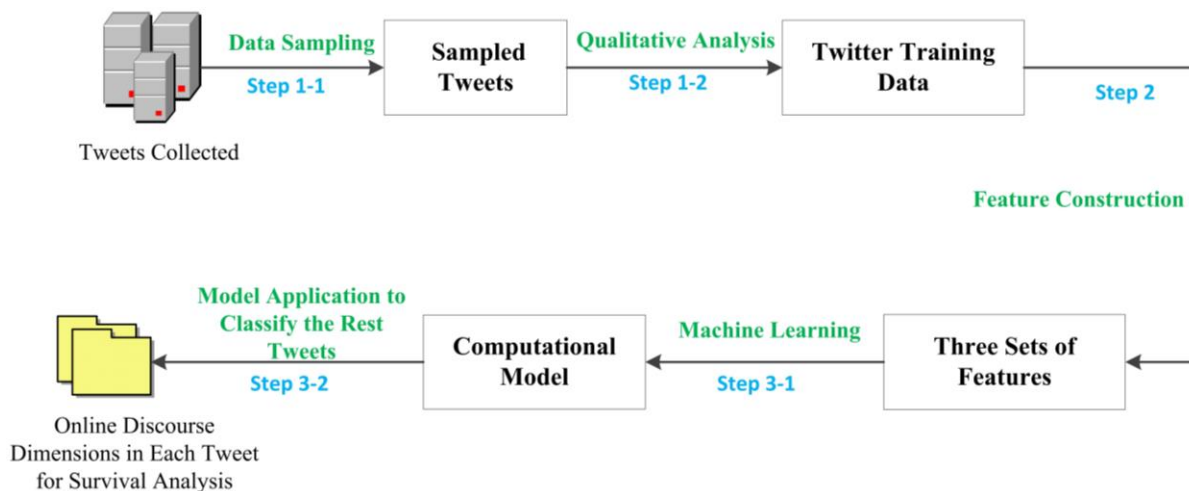 Data Sampling
Step 1-1
Sampled
Tweets
Qualitative Analysis
Step 1-2
Twitter Training
Data
Step 2
Tweets Collected
Feature Construction
Model Application to
Classify the Rest
Tweets
Step 3-2
Computational
Model
Machine Learning
Step 3-1
Three Sets of
Features
Online Discourse
Dimensions in Each Tweet
for Survival Analysis